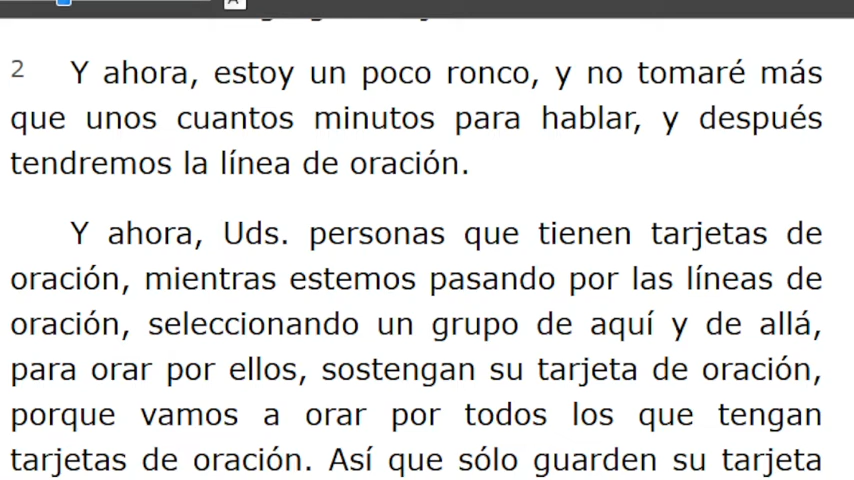 2 Y ahora, estoy un poco ronco, y no tomaré más
que unos cuantos minutos para hablar, y después
tendremos la línea de oración.
Y ahora, Uds. personas que tienen tarjetas de
oración, mientras estemos pasando por las líneas de
oración, seleccionando un grupo de aquí y de allá,
para orar por ellos, sostengan su tarjeta de oración,
porque vamos a orar por todos los que tengan
tarjetas de oración. Así que sólo guarden su tarjeta